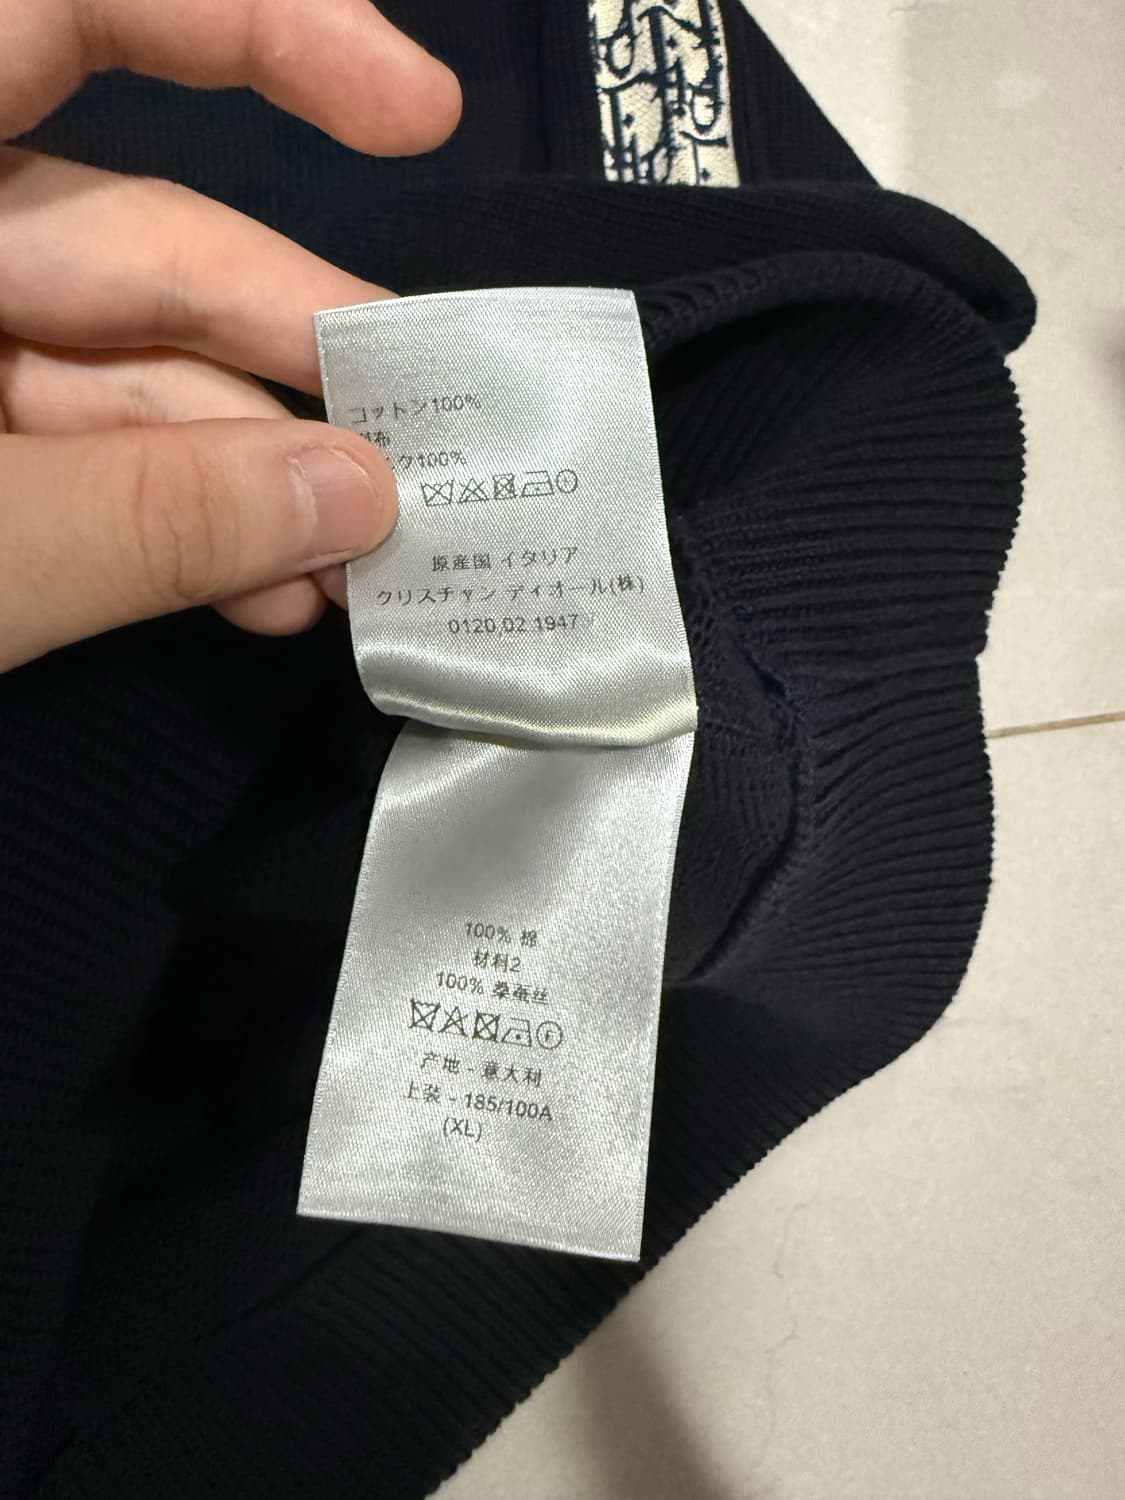 コットン100%
布
ク100%
原産国 イタリア
クリスチャン ディオール(株)
0120 02 1947
100% 棉
材料2
100% 桑蚕丝
F
产地 - 意大利
上装 - 185/100A
(XL)